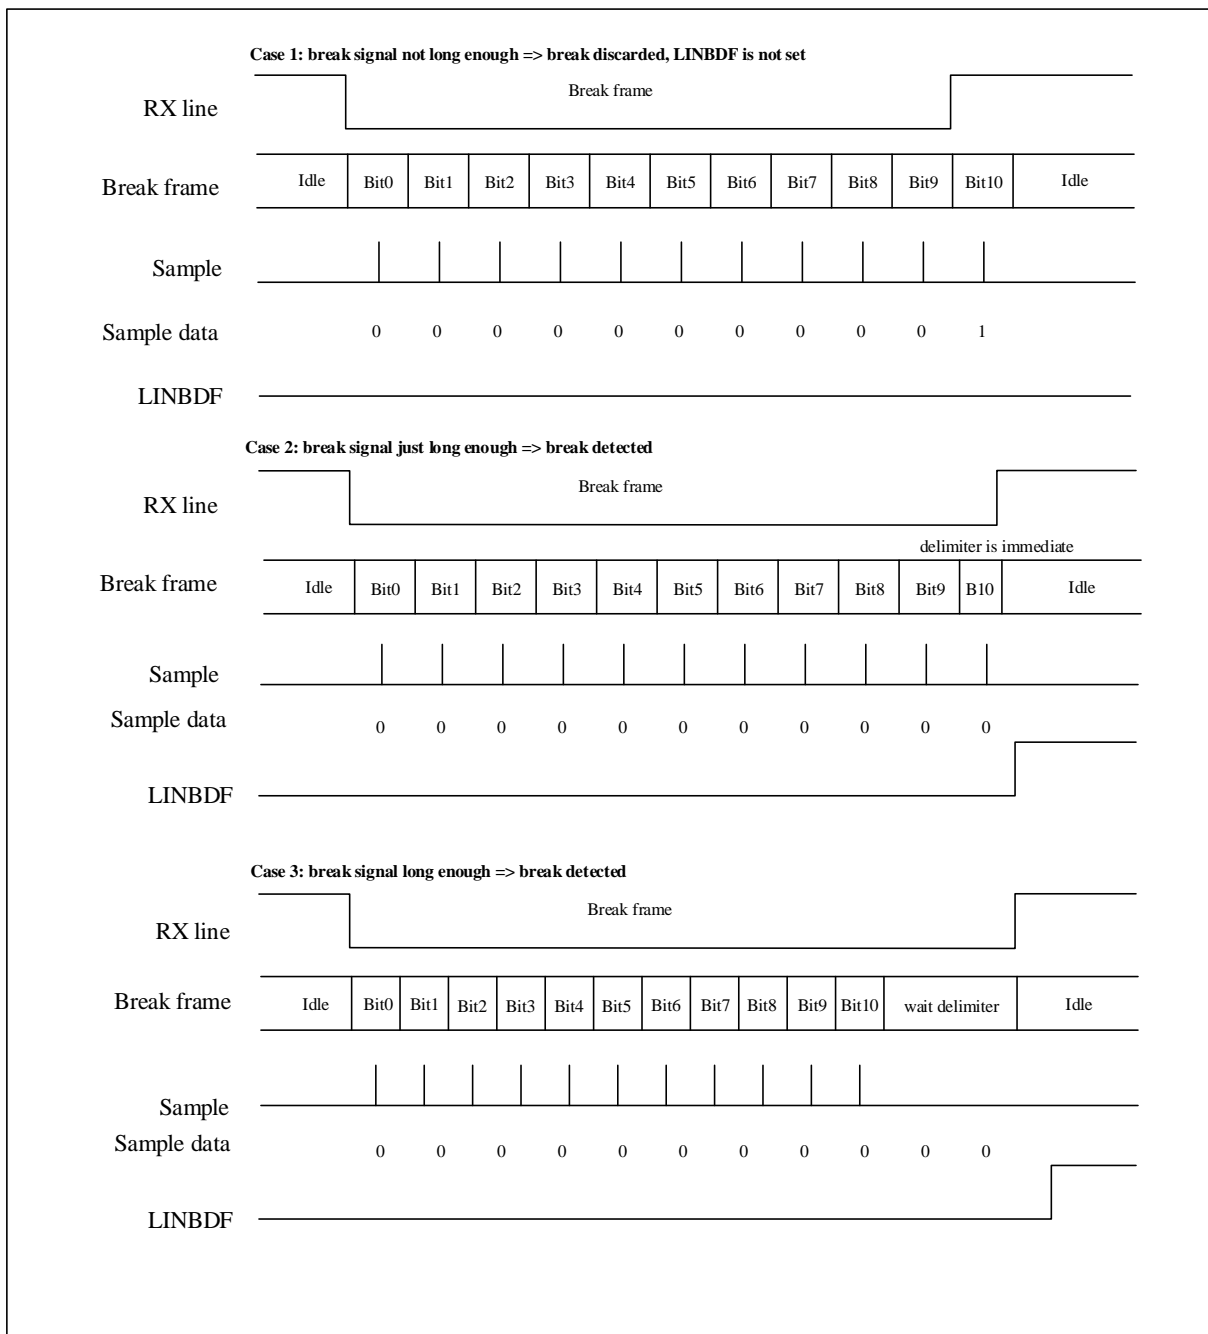 Case 1: break signal not long enough => break discarded, LINBDF is not set
RX line
Break frame
Break frame
Idle Bit0 Bit1 Bit2 Bit3 Bit4 Bit5 Bit6 Bit7 Bit8 Bit9 Bit10 Idle
Sample
Sample data
0 0 0 0 0 0 0 0 0 0 1
LINBDF
Case 2: break signal just long enough => break detected
RX line
Break frame
delimiter is immediate
Break frame
Idle Bit0 Bit1 Bit2 Bit3 Bit4 Bit5 Bit6 Bit7 Bit8 Bit9 B10 Idle
Sample
Sample data
0 0 0 0 0 0 0 0 0 0 0
LINBDF
Case 3: break signal long enough => break detected
RX line
Break frame
Break frame
Idle Bit0 Bit1 Bit2 Bit3 Bit4 Bit5 Bit6 Bit7 Bit8 Bit9 Bit10 wait delimiter Idle
Sample
Sample data
0 0 0 0 0 0 0 0 0 0 0
LINBDF